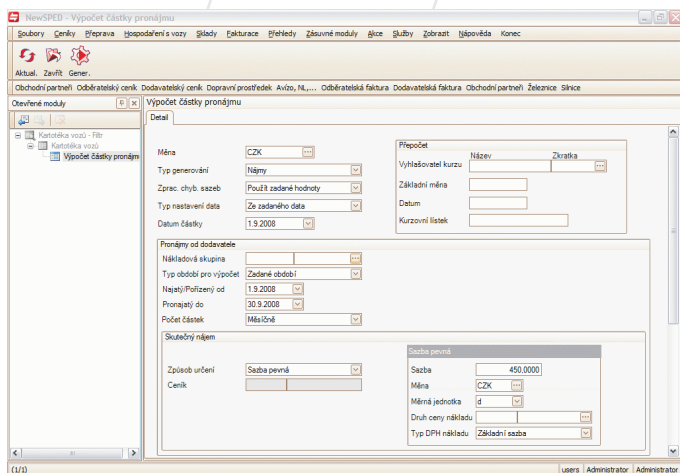 NewSPED - Výpočet částky pronájmu
Soubory Ceníky Přeprava Hospodaření s vozy Sklady Fakturace Přehledy Zásuvné moduly Akce Služby Zobrazit Nápověda Konec
Aktual. Zavřít Gener.
Obchodní partneři Odběratelský ceník Dodavatelský ceník Dopravní prostředek Avízo, NL,... Odběratelská faktura Dodavatelská faktura Obchodní partneři Železnice Silnice
Otevřené moduly
Kartotéka vozů - Filtr
Kartotéka vozů
Výpočet částky pronájm
Výpočet částky pronájmu
Detail
Měna CZK
Typ generování Nájmy
Zprac. chyb. sazeb Použít zadané hodnoty
Typ nastavení data Ze zadaného data
Datum částky 1.9.2008
Přepočet
Název Zkratka
Vyhlašovatel kurzu
Základní měna
Datum
Kurzovní lístek
Pronájmy od dodavatele
Nákladová skupina
Typ období pro výpočet Zadané období
Najatý/Pořízený od 1.9.2008
Pronajatý do 30.9.2008
Počet částek Měsíčně
Skutečný nájem
Způsob určení Sazba pevná
Ceník
Sazba pevná
Sazba 450.0000
Měna CZK
Měrná jednotka d
Druh ceny nákladu
Typ DPH nákladu Základní sazba
(1/1)
users Administrator Administrator